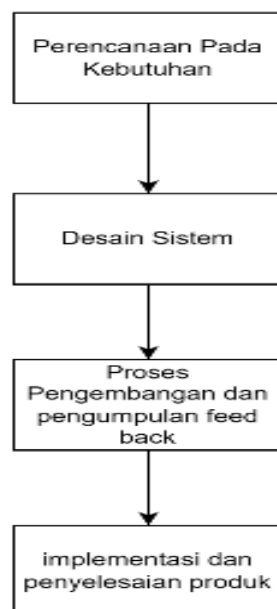 Perencanaan Pada
Kebutuhan
Desain Sistem
Proses
Pengembangan dan
pengumpulan feed
back
implementasi dan
penyelesaian produk